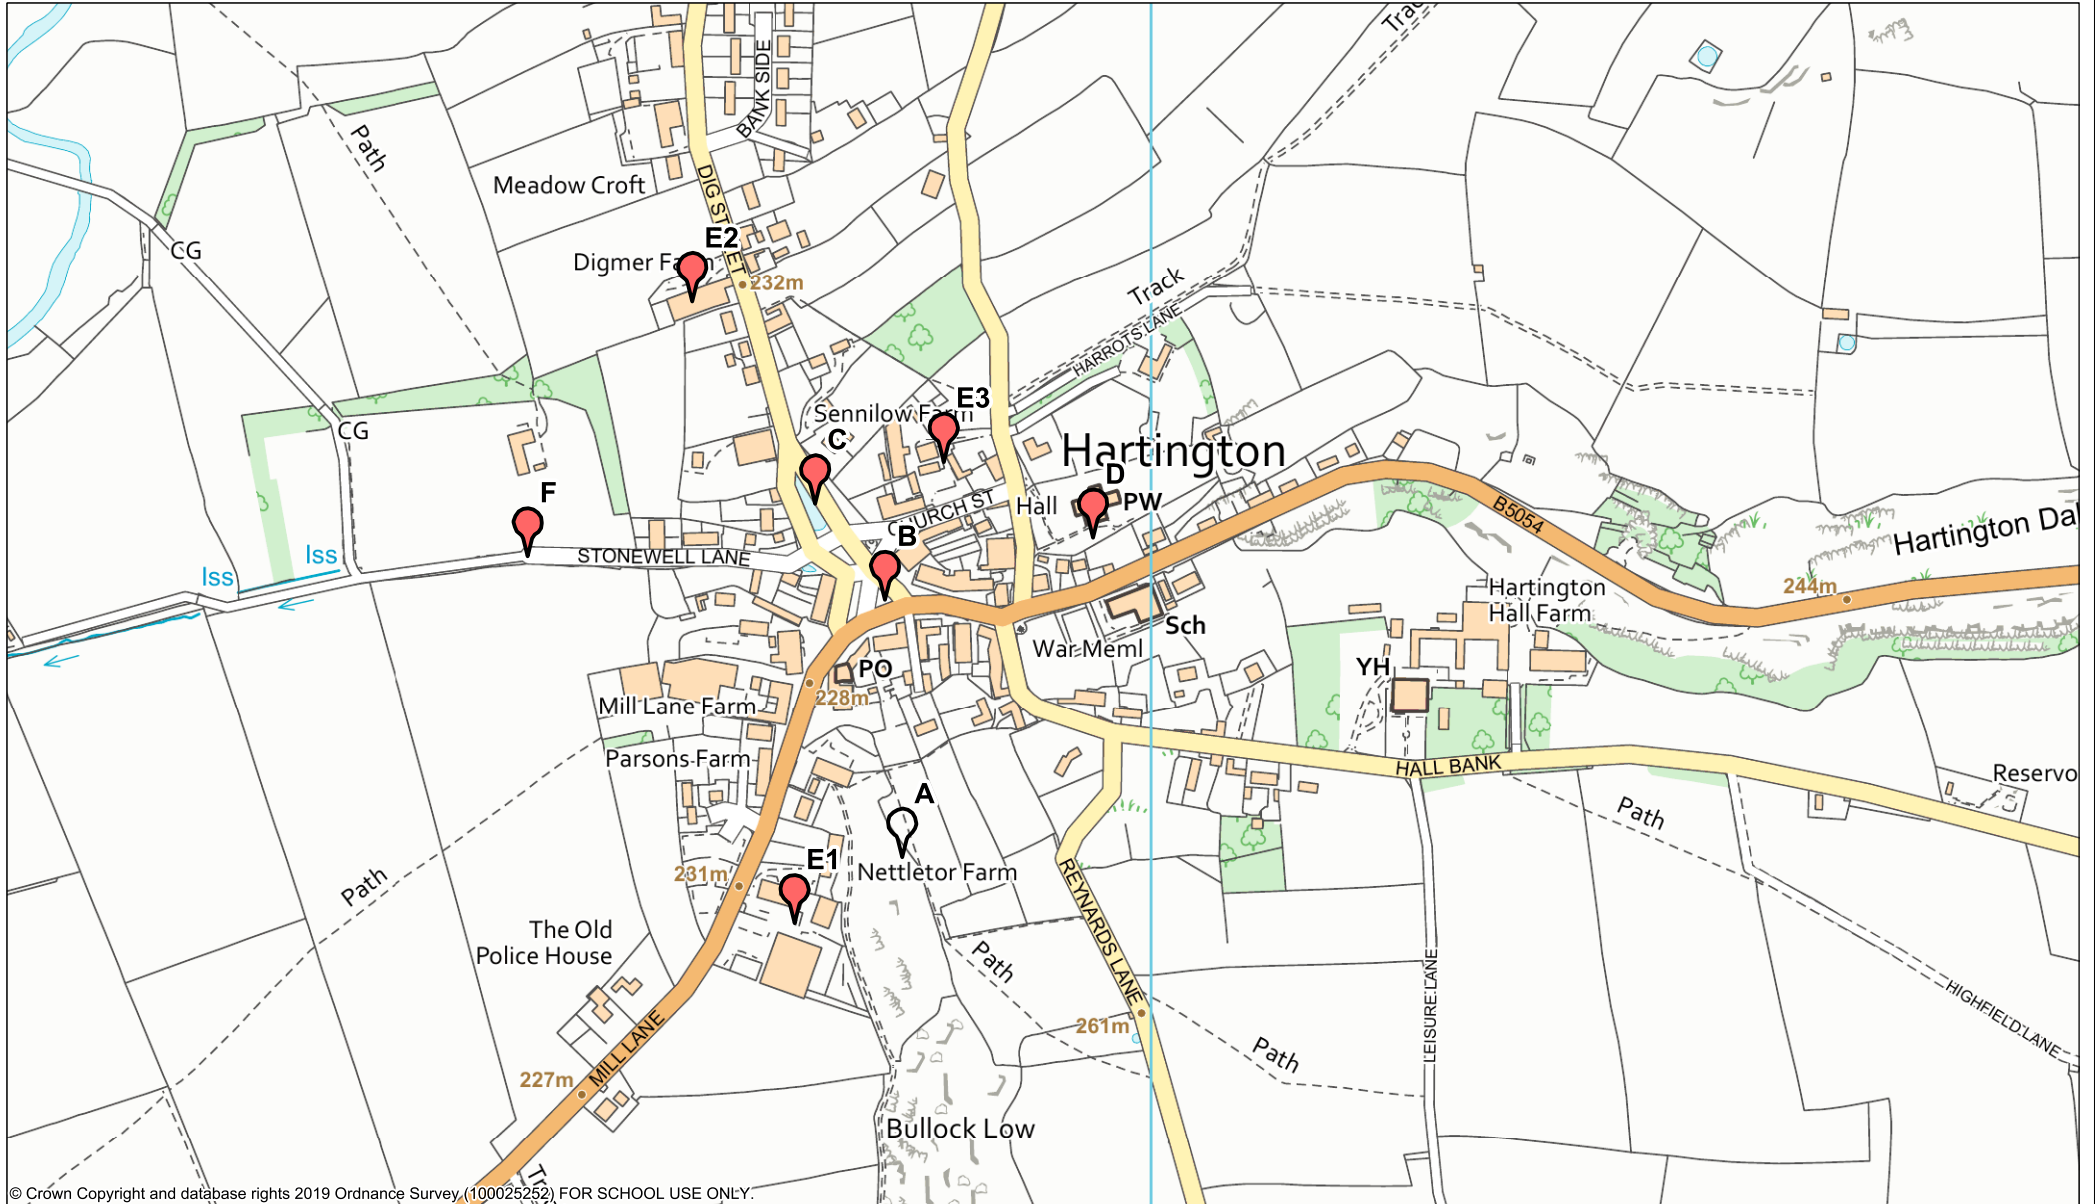 Track
BANK SIDE
Path
Meadow Croft
DIG STREET
CG
E2
Digmer Farm
232m
Track
HARROTS LANE
Sennilow Farm
E3
C
CG
Hartington
D
PW
Hall
CHURCH ST
B5054
F
B
STONEWELL LANE
Iss
Iss
Hartington Dal
244m
Hartington
Hall Farm
Sch
War Meml
YH
PO
228m
Mill Lane Farm
Parsons Farm
HALL BANK
Reservo
Path
A
E1
Nettletor Farm
231m
Path
REYNARDS LANE
The Old
Police House
Path
LEISURE LANE
HIGHFIELD LANE
261m
Path
MILL LANE
227m
Bullock Low
© Crown Copyright and database rights 2019 Ordnance Survey (100025252) FOR SCHOOL USE ONLY.